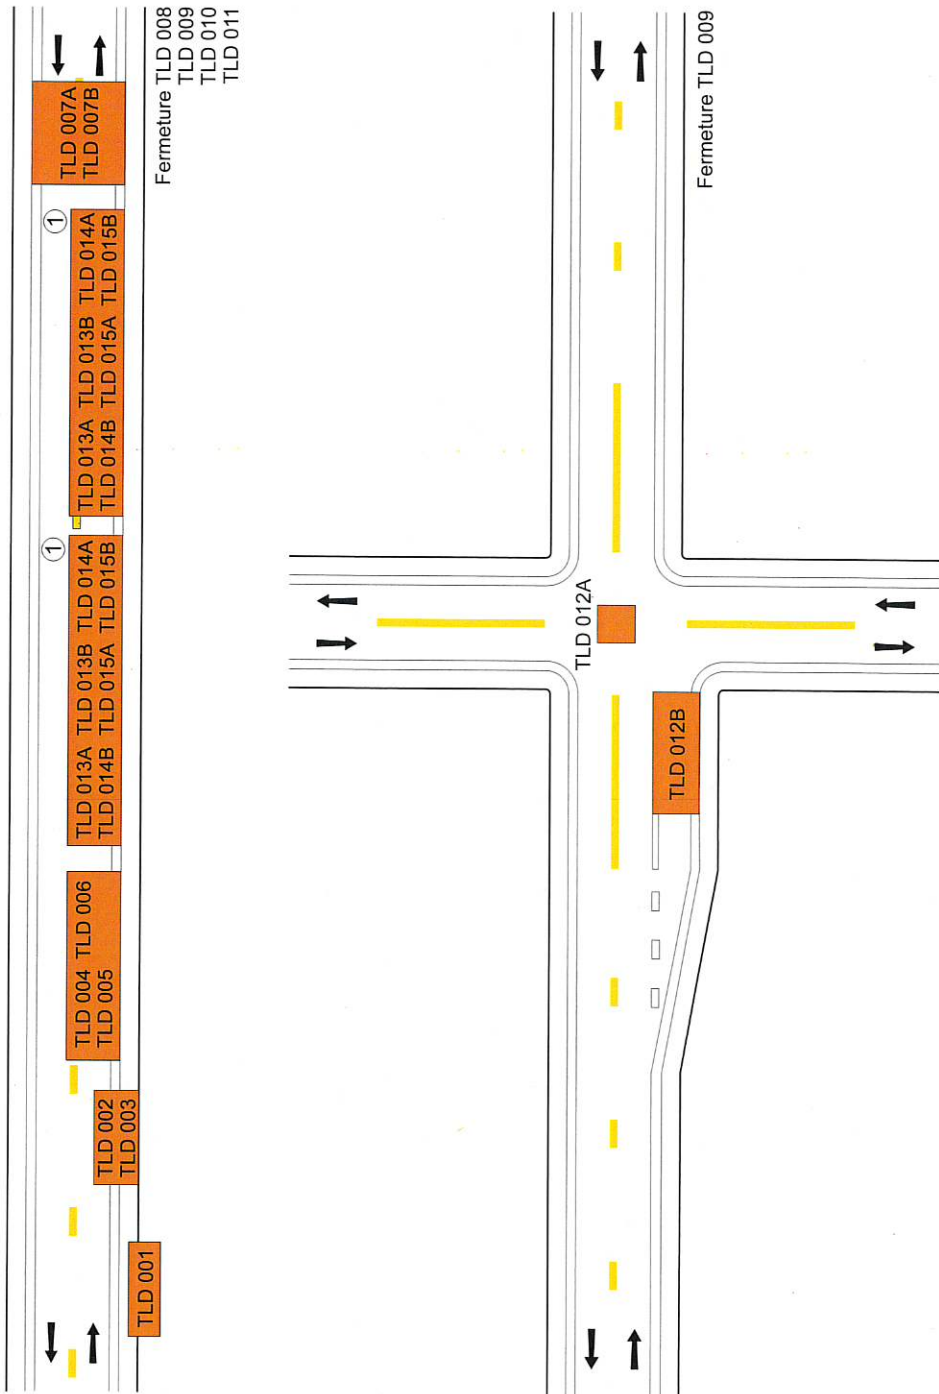 TLD 001
TLD 002
TLD 003
TLD 004 TLD 006
TLD 005
1
TLD 013A TLD 013B TLD 014A
TLD 014B TLD 015A TLD 015B
1
TLD 013A TLD 013B TLD 014A
TLD 014B TLD 015A TLD 015B
TLD 007A
TLD 007B
Fermeture TLD 008
TLD 009
TLD 010
TLD 011
TLD 012A
TLD 012B
Fermeture TLD 009